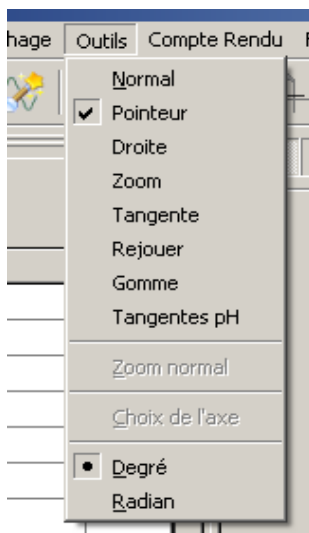 hage Outils Compte Rendu
Normal
Pointeur
Droite
Zoom
Tangente
Rejouer
Gomme
Tangentes pH
Zoom normal
Choix de l'axe
Degré
Radian